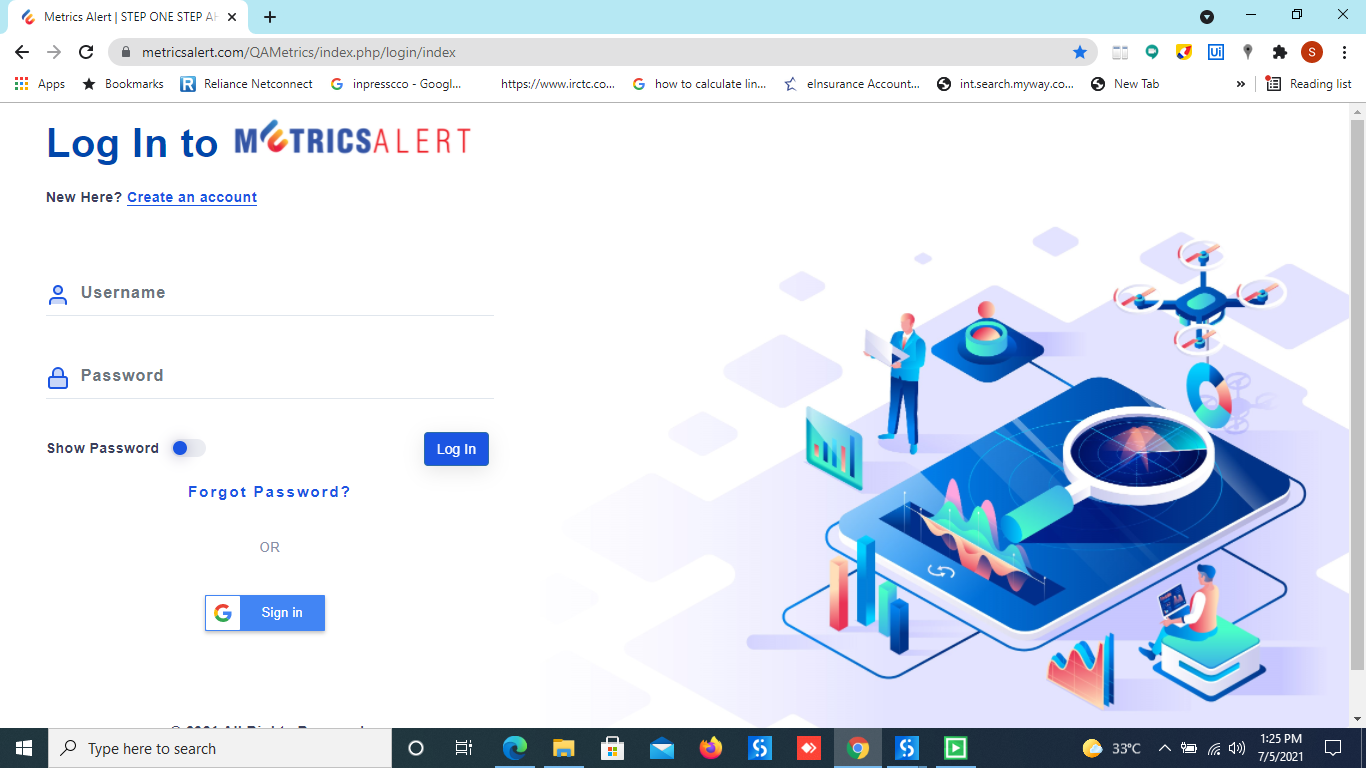 Metrics Alert | STEP ONE STEP AH
metricsalert.com/QAMetrics/index.php/login/index
S
Apps
Bookmarks
Reliance Netconnect
inpresscco - Googl...
https://www.irctc.co...
how to calculate lin...
eInsurance Account...
int.search.myway.co...
New Tab
»
Reading list
Log In to METRICSALERT
New Here? Create an account
Username
Password
Show Password
Log In
Forgot Password?
OR
Sign in
Type here to search
33°C
1:25 PM
7/5/2021